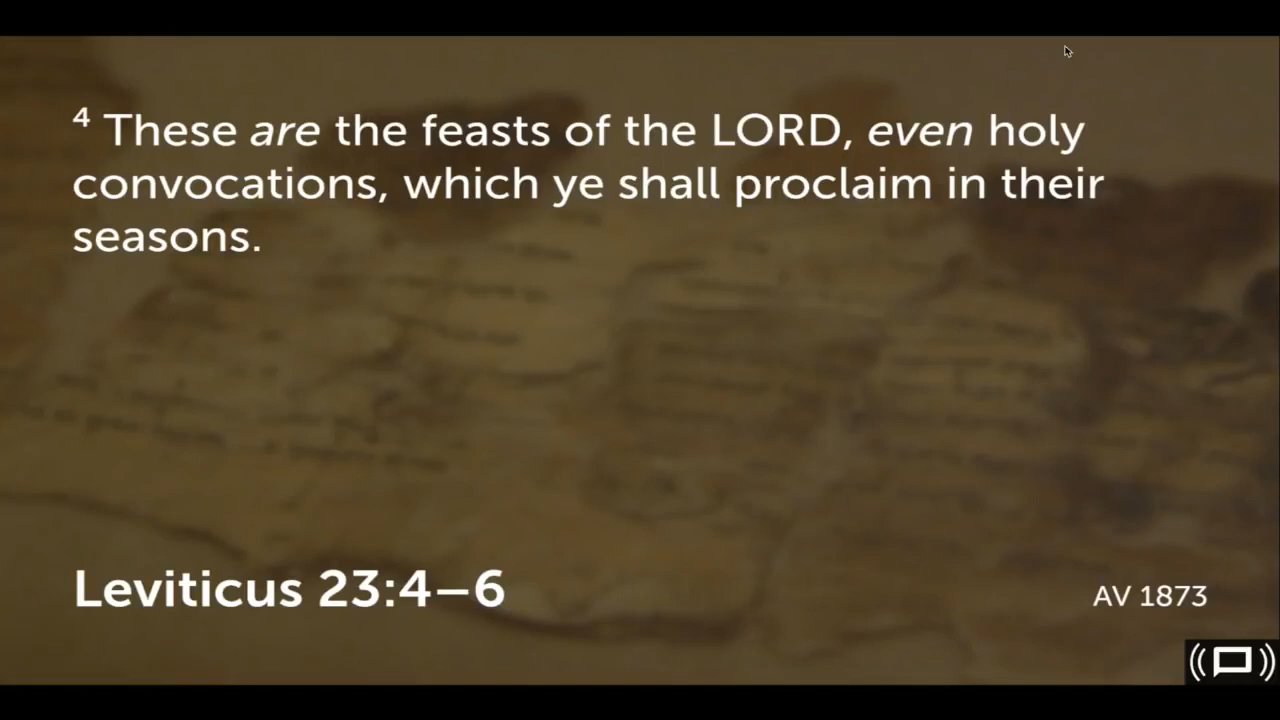 4 These are the feasts of the LORD, even holy
convocations, which ye shall proclaim in their
seasons.
Leviticus 23:4–6
AV 1873